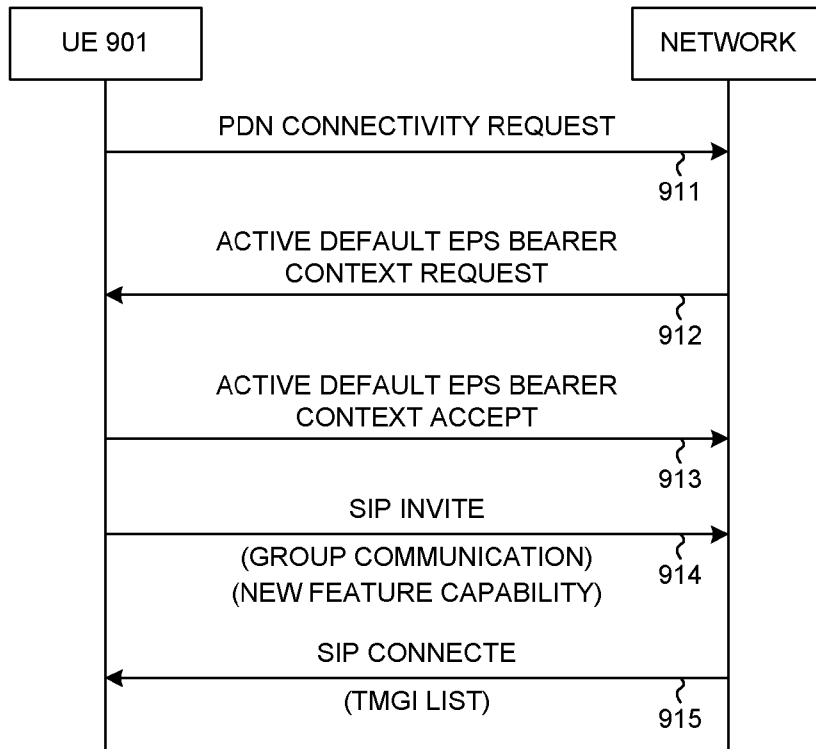 UE 901
NETWORK
PDN CONNECTIVITY REQUEST
911
ACTIVE DEFAULT EPS BEARER
CONTEXT REQUEST
912
ACTIVE DEFAULT EPS BEARER
CONTEXT ACCEPT
913
SIP INVITE
(GROUP COMMUNICATION)
914
(NEW FEATURE CAPABILITY)
SIP CONNECTE
(TMGI LIST)
915